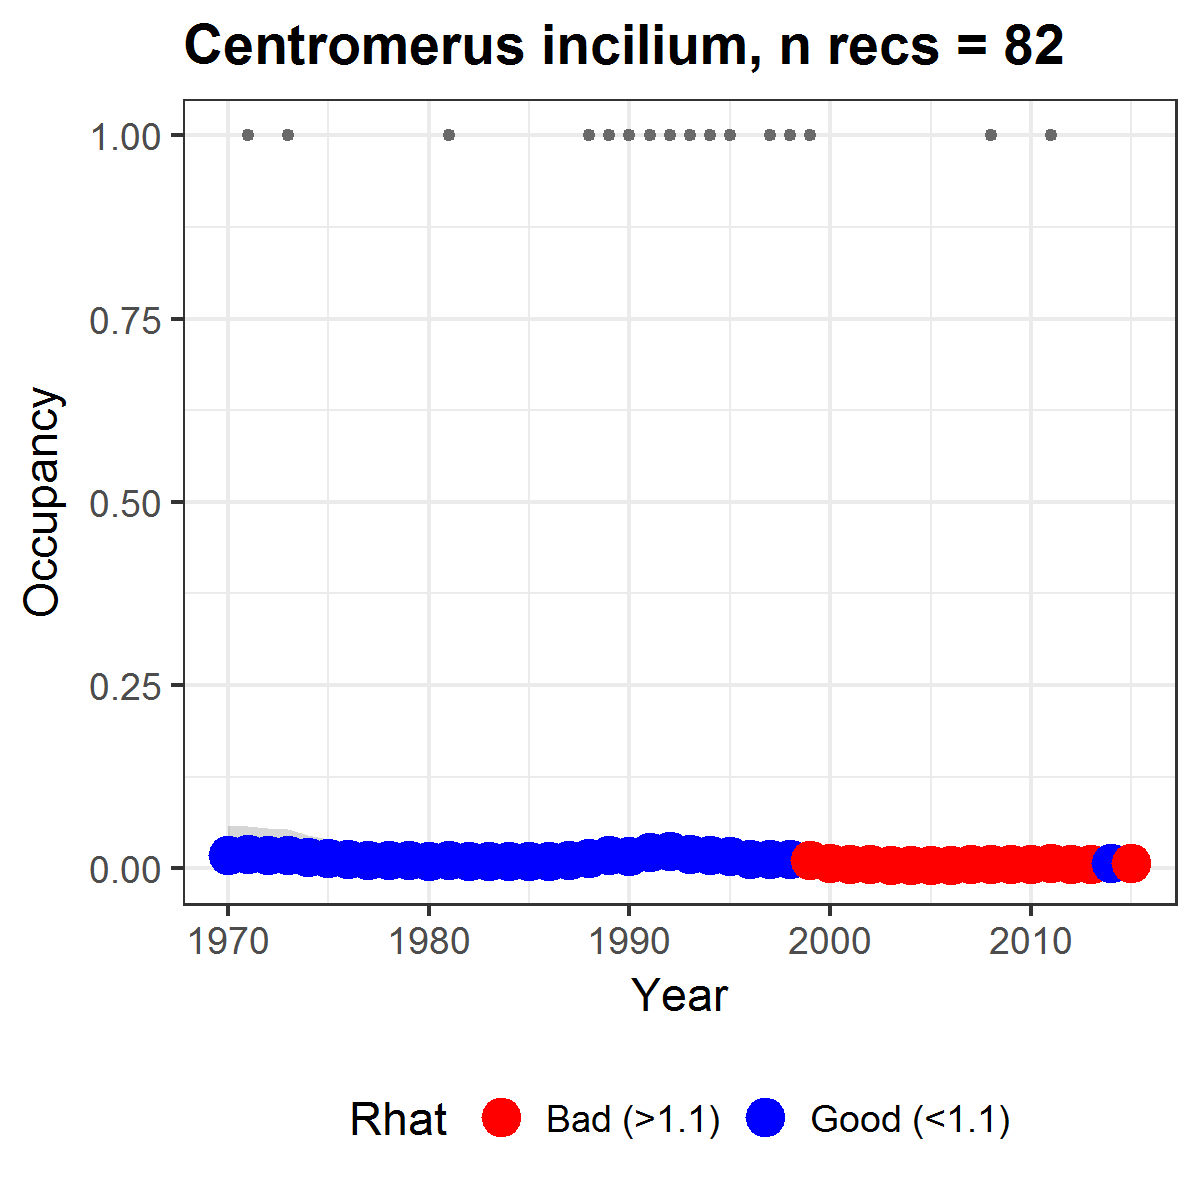 Centromerus incilium, n recs = 82
1.00
0.75
0.50
0.25
0.00
Occupancy
1970 1980 1990 2000 2010
Year
Rhat Bad (>1.1) Good (<1.1)